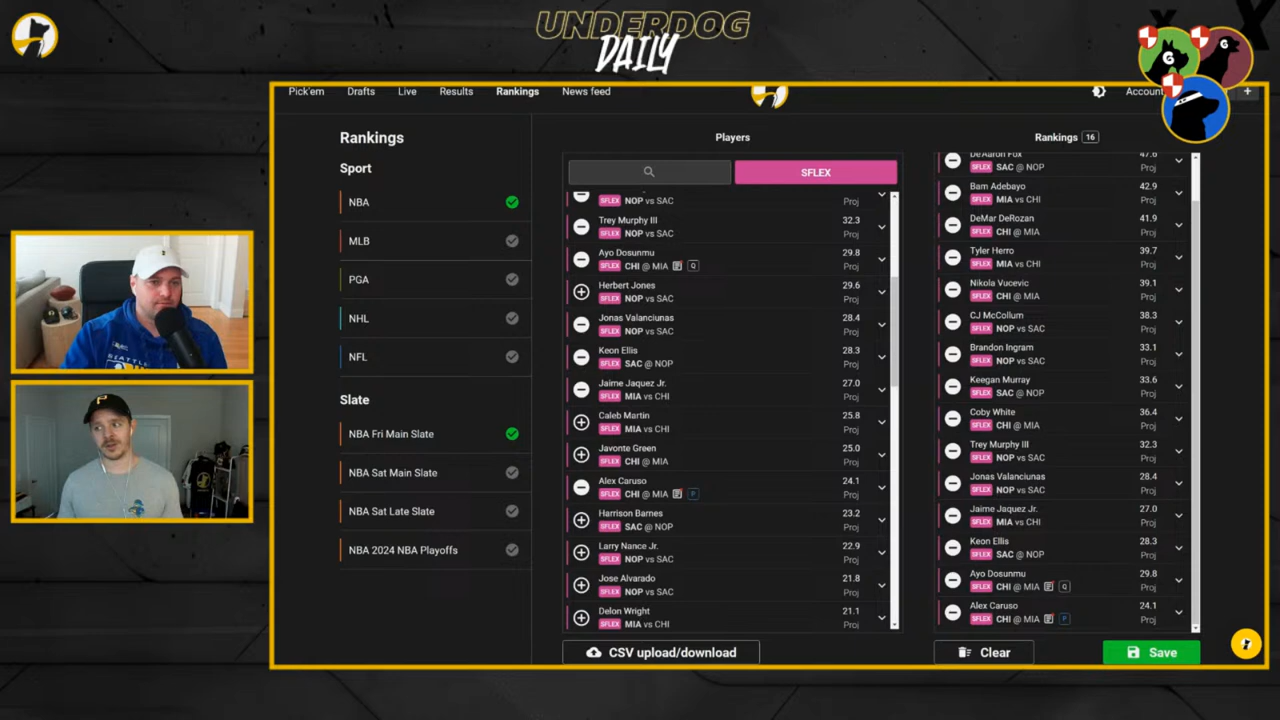 UNDERDOG
DAILY
Pick'em
Drafts
Live
Results
Rankings
News feed
Account
Rankings
Sport
NBA
MLB
PGA
NHL
NFL
Slate
NBA Fri Main Slate
NBA Sat Main Slate
NBA Sat Late Slate
NBA 2024 NBA Playoffs
Players
SFLEX
SFLEX NOP vs SAC Proj
Trey Murphy III 32.3
SFLEX NOP vs SAC Proj
Ayo Dosunmu 29.8
SFLEX CHI @ MIA Q Proj
Herbert Jones 29.6
SFLEX NOP vs SAC Proj
Jonas Valanciunas 28.4
SFLEX NOP vs SAC Proj
Keon Ellis 28.3
SFLEX SAC @ NOP Proj
Jaime Jaquez Jr. 27.0
SFLEX MIA vs CHI Proj
Caleb Martin 25.8
SFLEX MIA vs CHI Proj
Javonte Green 25.0
SFLEX CHI @ MIA Proj
Alex Caruso 24.1
SFLEX CHI @ MIA P Proj
Harrison Barnes 23.2
SFLEX SAC @ NOP Proj
Larry Nance Jr. 22.9
SFLEX NOP vs SAC Proj
Jose Alvarado 21.8
SFLEX NOP vs SAC Proj
Delon Wright 21.1
SFLEX MIA vs CHI Proj
CSV upload/download
Rankings 16
De'Aaron Fox 47.6
SFLEX SAC @ NOP Proj
Bam Adebayo 42.9
SFLEX MIA vs CHI Proj
DeMar DeRozan 41.9
SFLEX CHI @ MIA Proj
Tyler Herro 39.7
SFLEX MIA vs CHI Proj
Nikola Vucevic 39.1
SFLEX CHI @ MIA Proj
CJ McCollum 38.3
SFLEX NOP vs SAC Proj
Brandon Ingram 33.1
SFLEX NOP vs SAC Proj
Keegan Murray 33.6
SFLEX SAC @ NOP Proj
Coby White 36.4
SFLEX CHI @ MIA Proj
Trey Murphy III 32.3
SFLEX NOP vs SAC Proj
Jonas Valanciunas 28.4
SFLEX NOP vs SAC Proj
Jaime Jaquez Jr. 27.0
SFLEX MIA vs CHI Proj
Keon Ellis 28.3
SFLEX SAC @ NOP Proj
Ayo Dosunmu 29.8
SFLEX CHI @ MIA Q Proj
Alex Caruso 24.1
SFLEX CHI @ MIA P Proj
Clear
Save
G
G
SEATTLE
P